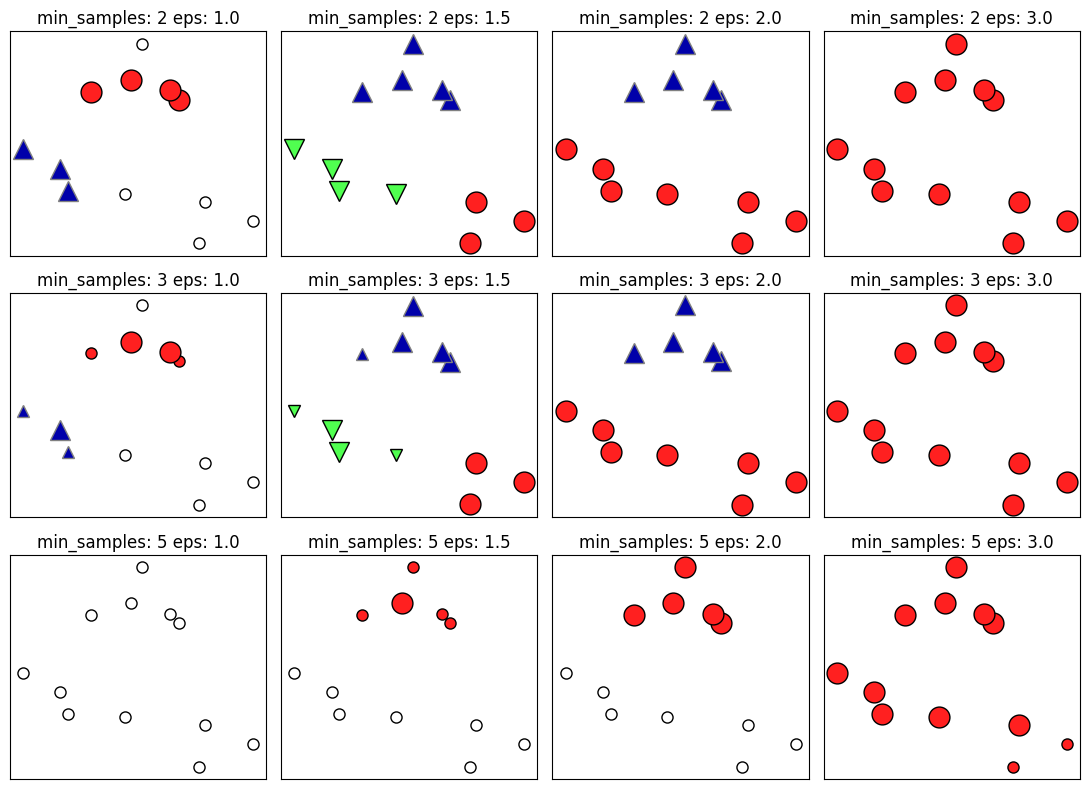 min_samples: 2 eps: 1.0
min_samples: 2 eps: 1.5
min_samples: 2 eps: 2.0
min_samples: 2 eps: 3.0
min_samples: 3 eps: 1.0
min_samples: 3 eps: 1.5
min_samples: 3 eps: 2.0
min_samples: 3 eps: 3.0
min_samples: 5 eps: 1.0
min_samples: 5 eps: 1.5
min_samples: 5 eps: 2.0
min_samples: 5 eps: 3.0